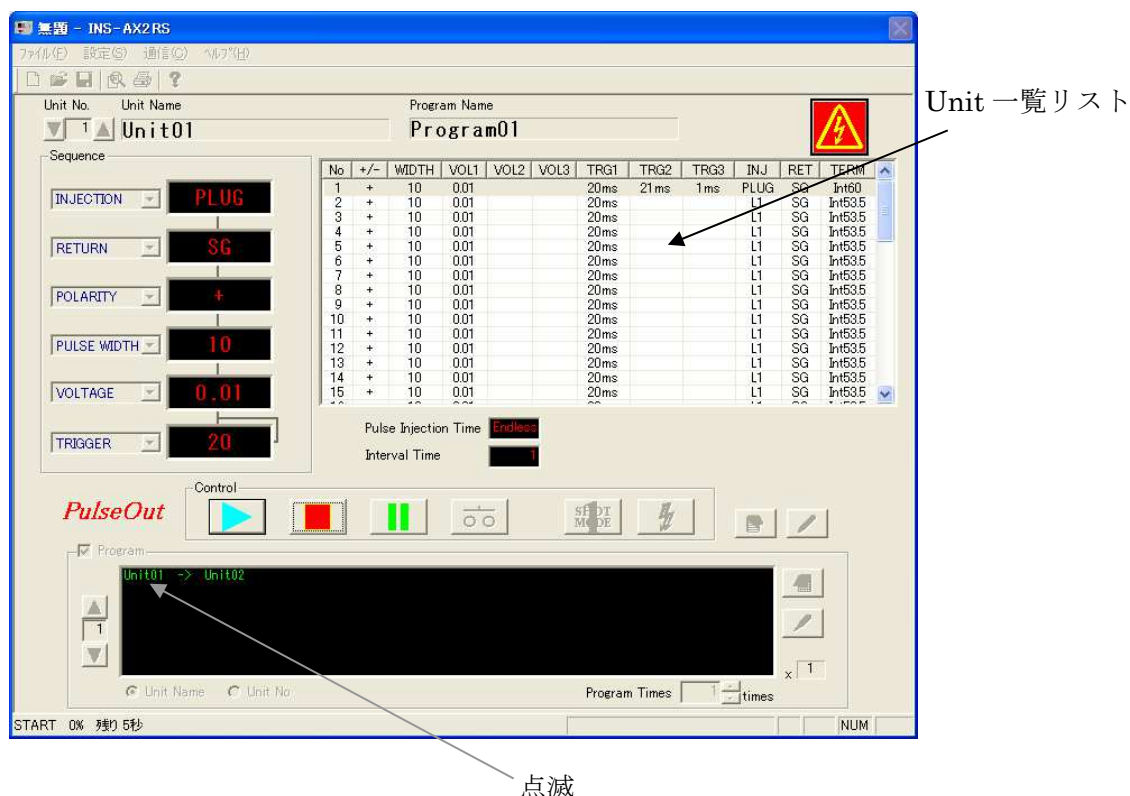 無題 - INS-AX2RS
ファイル(F) 設定(S) 通信(C) ヘルプ(H)
Unit No. Unit Name Program Name
1 Unit01 Program01
Unit 一覧リスト
Sequence
INJECTION PLUG
RETURN SG
POLARITY +
PULSE WIDTH 10
VOLTAGE 0.01
TRIGGER 20
No +/- WIDTH VOL1 VOL2 VOL3 TRG1 TRG2 TRG3 INJ RET TERM
1 + 10 0.01 20ms 21ms 1ms PLUG SG Int60
2 + 10 0.01 20ms L1 SG Int53.5
3 + 10 0.01 20ms L1 SG Int53.5
4 + 10 0.01 20ms L1 SG Int53.5
5 + 10 0.01 20ms L1 SG Int53.5
6 + 10 0.01 20ms L1 SG Int53.5
7 + 10 0.01 20ms L1 SG Int53.5
8 + 10 0.01 20ms L1 SG Int53.5
9 + 10 0.01 20ms L1 SG Int53.5
10 + 10 0.01 20ms L1 SG Int53.5
11 + 10 0.01 20ms L1 SG Int53.5
12 + 10 0.01 20ms L1 SG Int53.5
13 + 10 0.01 20ms L1 SG Int53.5
14 + 10 0.01 20ms L1 SG Int53.5
15 + 10 0.01 20ms L1 SG Int53.5
Pulse Injection Time Endless
Interval Time 1
PulseOut
Control
1 SHOT MODE
Program
Unit01 -> Unit02
1
x 1
Unit Name Unit No
Program Times 1 times
START 0% 残り 5秒 NUM
点滅